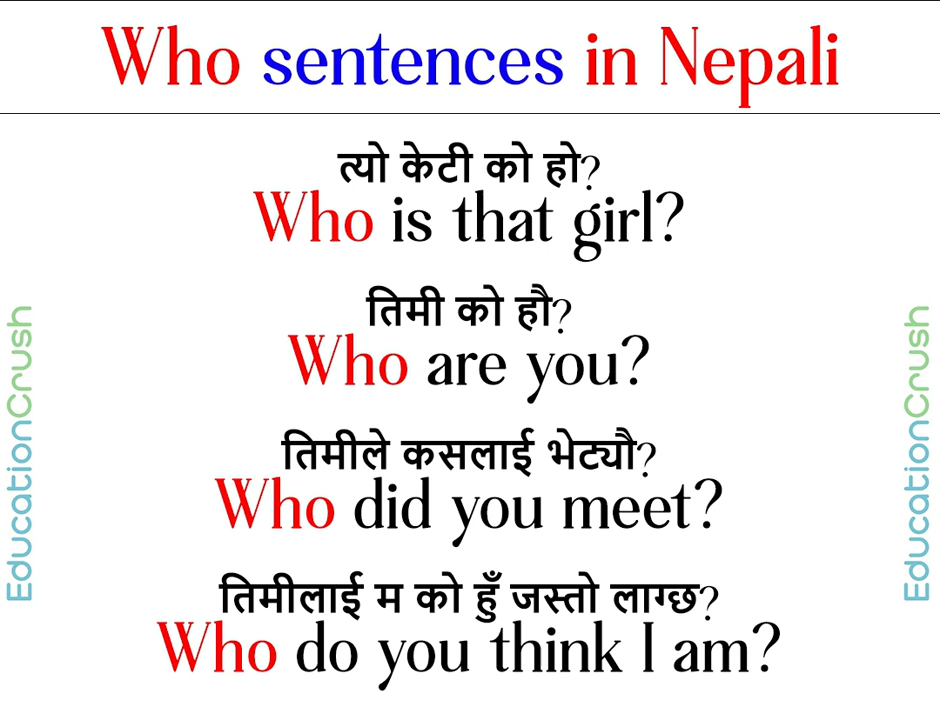 Who sentences in Nepali
त्यो केटी को हो?
Who is that girl?
तिमी को हौ?
Who are you?
तिमीले कसलाई भेट्यौ?
Who did you meet?
तिमीलाई म को हुँ जस्तो लाग्छ?
Who do you think I am?
EducationCrush
EducationCrush